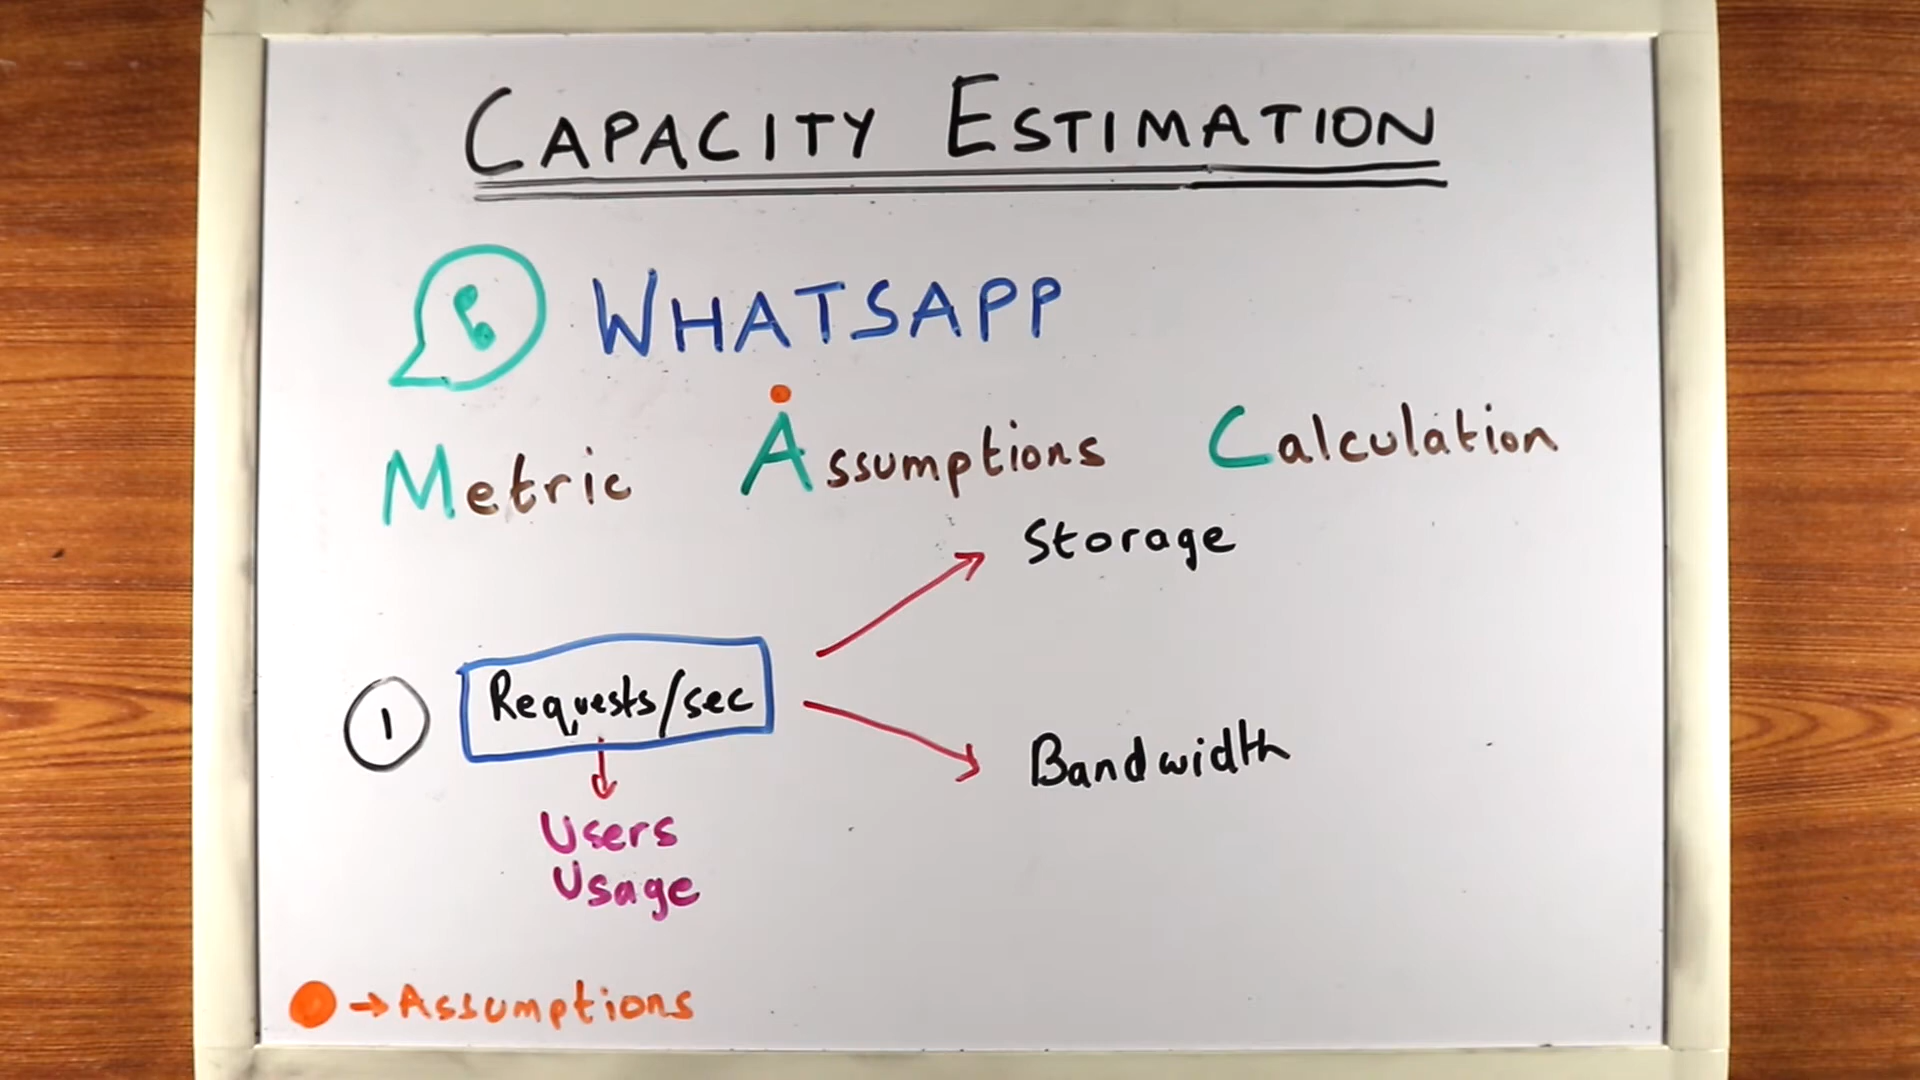 CAPACITY ESTIMATION
WHATSAPP
Metric Assumptions Calculation
Storage
1 Requests/sec
Bandwidth
Users
Usage
→ Assumptions